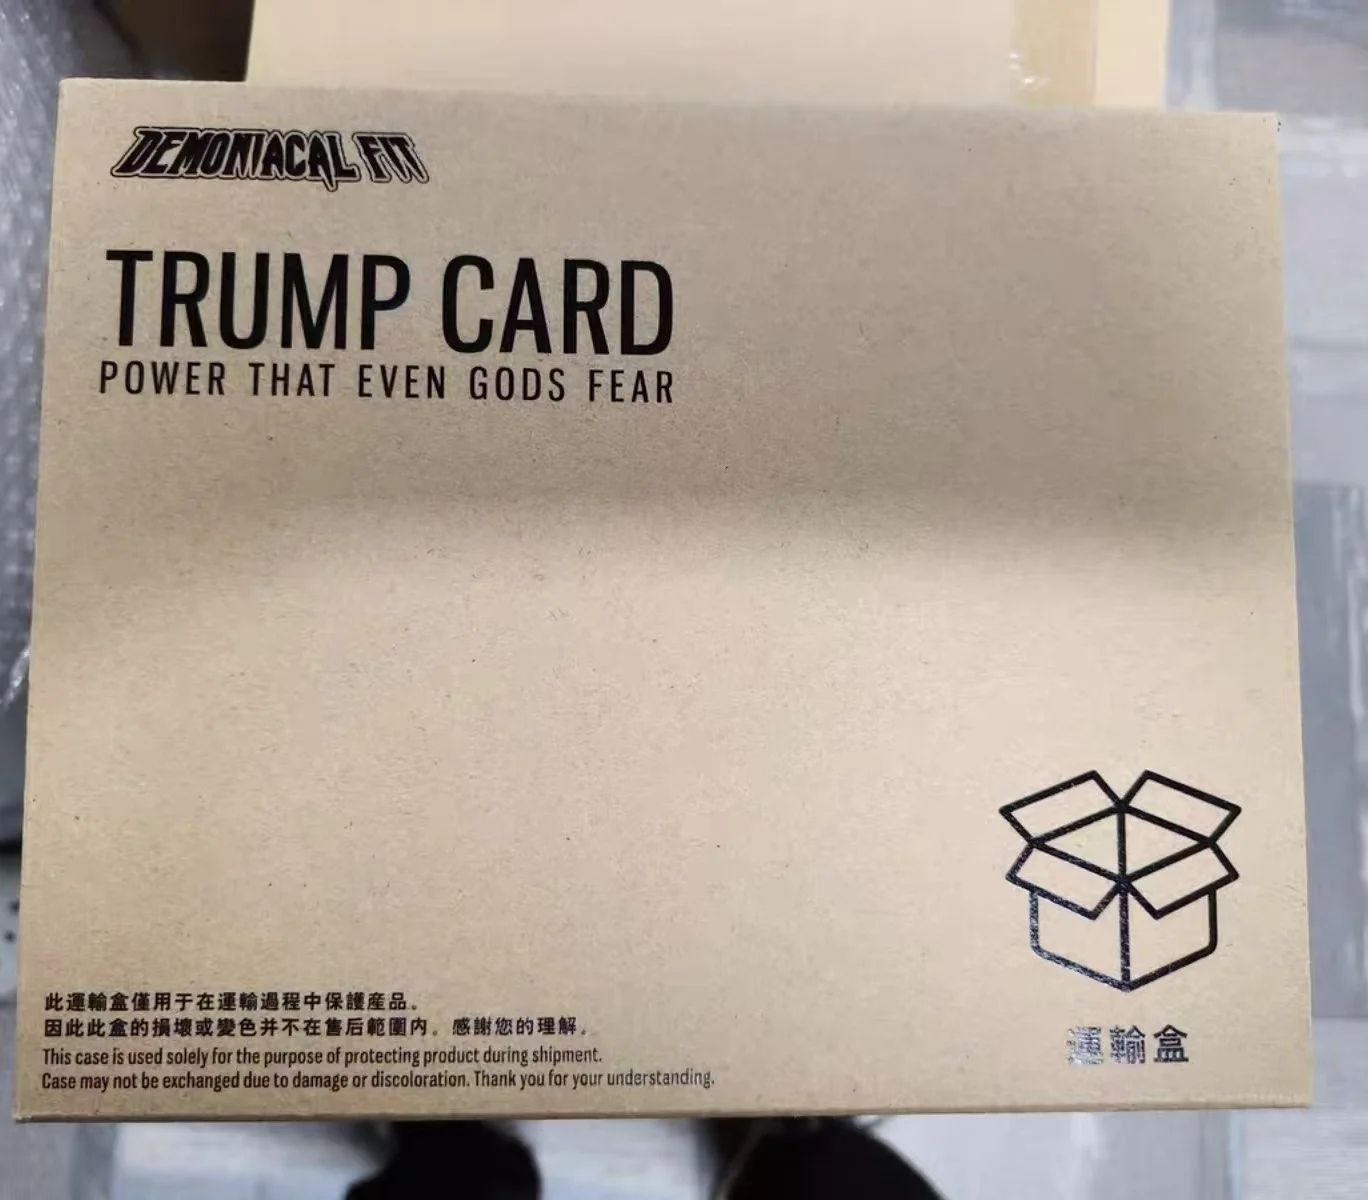 DEMONIACAL FIT
TRUMP CARD
POWER THAT EVEN GODS FEAR
此運輸盒僅用于在運輸過程中保護産品。
因此此盒的損壞或變色并不在售后範圍内。感謝您的理解。
This case is used solely for the purpose of protecting product during shipment.
Case may not be exchanged due to damage or discoloration. Thank you for your understanding.
運輸盒